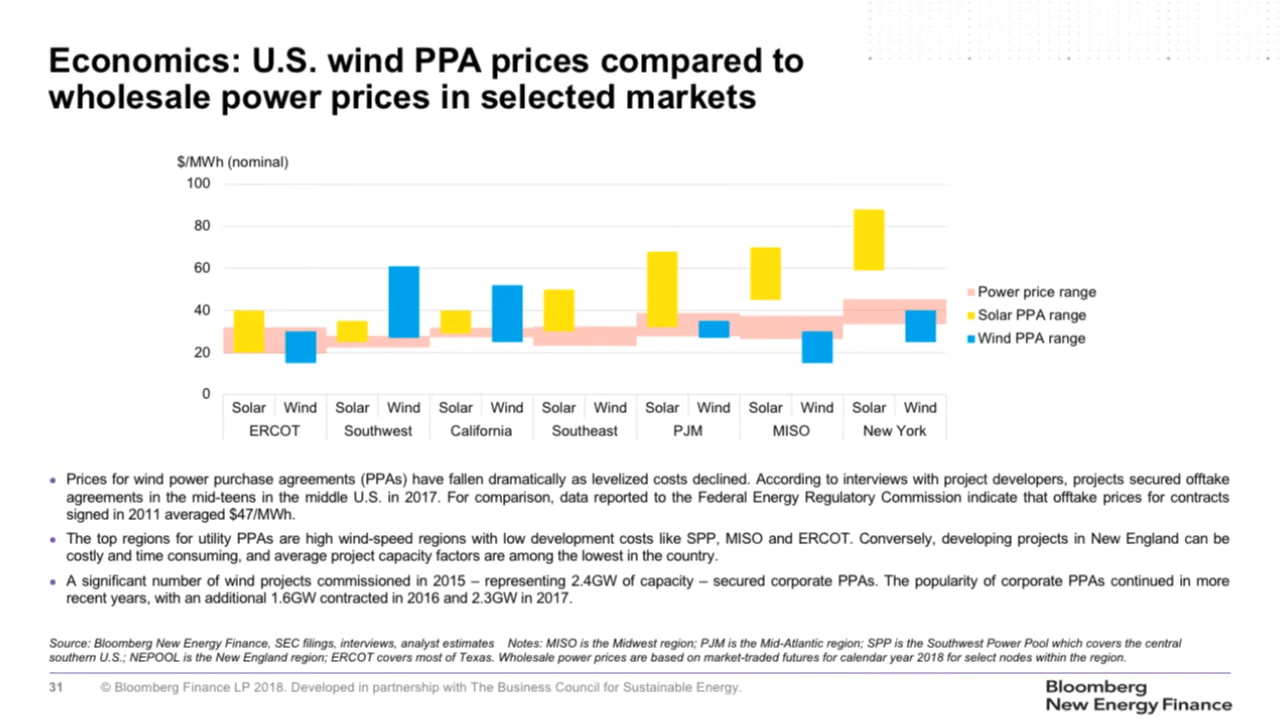 Economics: U.S. wind PPA prices compared to
wholesale power prices in selected markets
$/MWh (nominal)
100
80
60
40
20
0
Power price range
Solar PPA range
Wind PPA range
Solar Wind Solar Wind Solar Wind Solar Wind Solar Wind Solar Wind Solar Wind
ERCOT Southwest California Southeast PJM MISO New York
• Prices for wind power purchase agreements (PPAs) have fallen dramatically as levelized costs declined. According to interviews with project developers, projects secured offtake
agreements in the mid-teens in the middle U.S. in 2017. For comparison, data reported to the Federal Energy Regulatory Commission indicate that offtake prices for contracts
signed in 2011 averaged $47/MWh.
• The top regions for utility PPAs are high wind-speed regions with low development costs like SPP, MISO and ERCOT. Conversely, developing projects in New England can be
costly and time consuming, and average project capacity factors are among the lowest in the country.
• A significant number of wind projects commissioned in 2015 – representing 2.4GW of capacity – secured corporate PPAs. The popularity of corporate PPAs continued in more
recent years, with an additional 1.6GW contracted in 2016 and 2.3GW in 2017.
Source: Bloomberg New Energy Finance, SEC filings, interviews, analyst estimates Notes: MISO is the Midwest region; PJM is the Mid-Atlantic region; SPP is the Southwest Power Pool which covers the central
southern U.S.; NEPOOL is the New England region; ERCOT covers most of Texas. Wholesale power prices are based on market-traded futures for calendar year 2018 for select nodes within the region.
31 © Bloomberg Finance LP 2018. Developed in partnership with The Business Council for Sustainable Energy.
Bloomberg
New Energy Finance